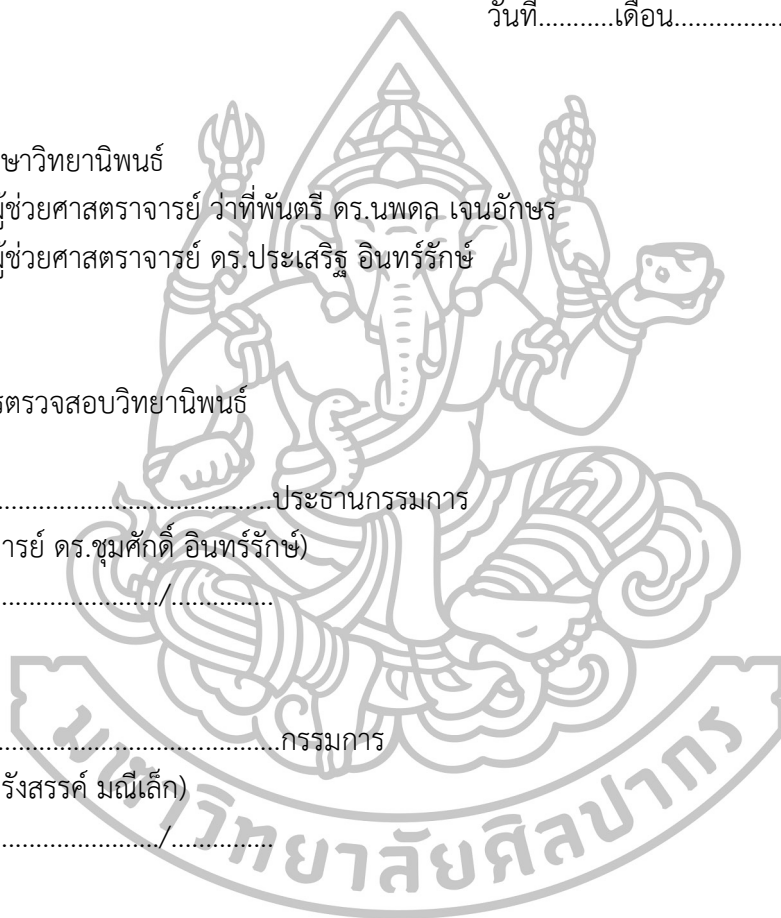 วันที่...........เดือน................
ษาวิทยานิพนธ์
ผู้ช่วยศาสตราจารย์ ว่าที่พันตรี ดร.นพดล เจนอักษร
ผู้ช่วยศาสตราจารย์ ดร.ประเสริฐ อินทร์รักษ์
รตรวจสอบวิทยานิพนธ์
................................................ประธานกรรมการ
ารย์ ดร.ชุมศักดิ์ อินทร์รักษ์)
......................../...............
................................................กรรมการ
รังสรรค์ มณีเล็ก)
......................../...............
มหาวิทยาลัยศิลปากร